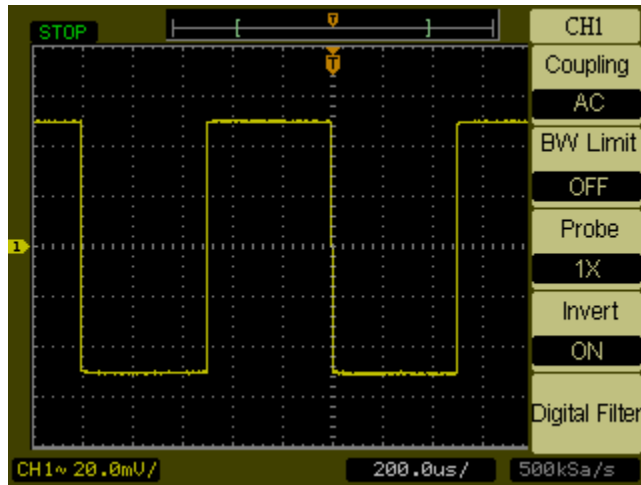 STOP
T
CH1
T
Coupling
AC
BW Limit
OFF
Probe
1
1X
Invert
ON
Digital Filter
CH1~ 20.0mV/
200.0us/
500kSa/s